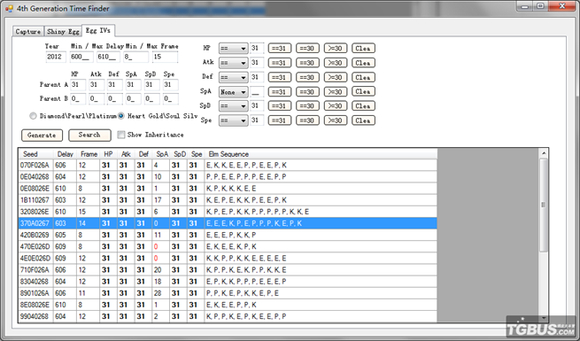 4th Generation Time Finder
Capture Shiny Egg Egg IVs
Year Min / Max Delay Min / Max Frame
2012 600__ 610__ 8_ 15
HP Atk Def SpA SpD Spe
Parent A 31 31 31 31 31 31
Parent B 0_ 0_ 0_ 0_ 0_ 0_
Diamond\Pearl\Platinum Heart Gold\Soul Silv
Generate Search Show Inheritance
HP == 31 ==31 ==30 >=30 Clea
Atk == 31 ==31 ==30 >=30 Clea
Def == 31 ==31 ==30 >=30 Clea
SpA None __ ==31 ==30 >=30 Clea
SpD == 31 ==31 ==30 >=30 Clea
Spe == 31 ==31 ==30 >=30 Clea
Seed Delay Frame HP Atk Def SpA SpD Spe Elm Sequence
070F026A 606 12 31 31 31 4 31 31 E, K, K, E, E, P, P, E, E, P, K
0E040268 604 12 31 31 31 10 31 31 P, P, E, E, P, K, P, E, E, P, P
0E08026E 610 8 31 31 31 1 31 31 K, P, K, K, K, E, E
1B110267 603 12 31 31 31 17 31 31 K, E, P, K, K, P, P, E, P, P, K
3208026E 610 15 31 31 31 6 31 31 K, P, K, P, E, K, K, P, P, P, P, K, K, E
370A0267 603 14 31 31 31 0 31 31 E, E, E, P, K, P, E, P, P, P, K, E, P, K
420B0269 605 8 31 31 31 11 31 31 E, E, E, P, K, K, P
470E026D 609 8 31 31 31 0 31 31 E, K, E, E, K, P, K
4E0E026D 609 12 31 31 31 0 31 31 K, K, P, P, K, K, E, E, E, E, E
710F026A 606 12 31 31 31 20 31 31 K, P, P, K, E, K, P, P, K, K, E
83040268 604 12 31 31 31 18 31 31 E, P, P, K, E, K, P, P, E, E, P
8901026A 606 11 31 31 31 28 31 31 P, P, K, E, P, K, K, E, P, E
8E08026E 610 8 31 31 31 1 31 31 E, K, E, E, P, P, K
99040268 604 12 31 31 31 2 31 31 K, P, P, K, E, K, K, P, E, K, P
TGBUS.com